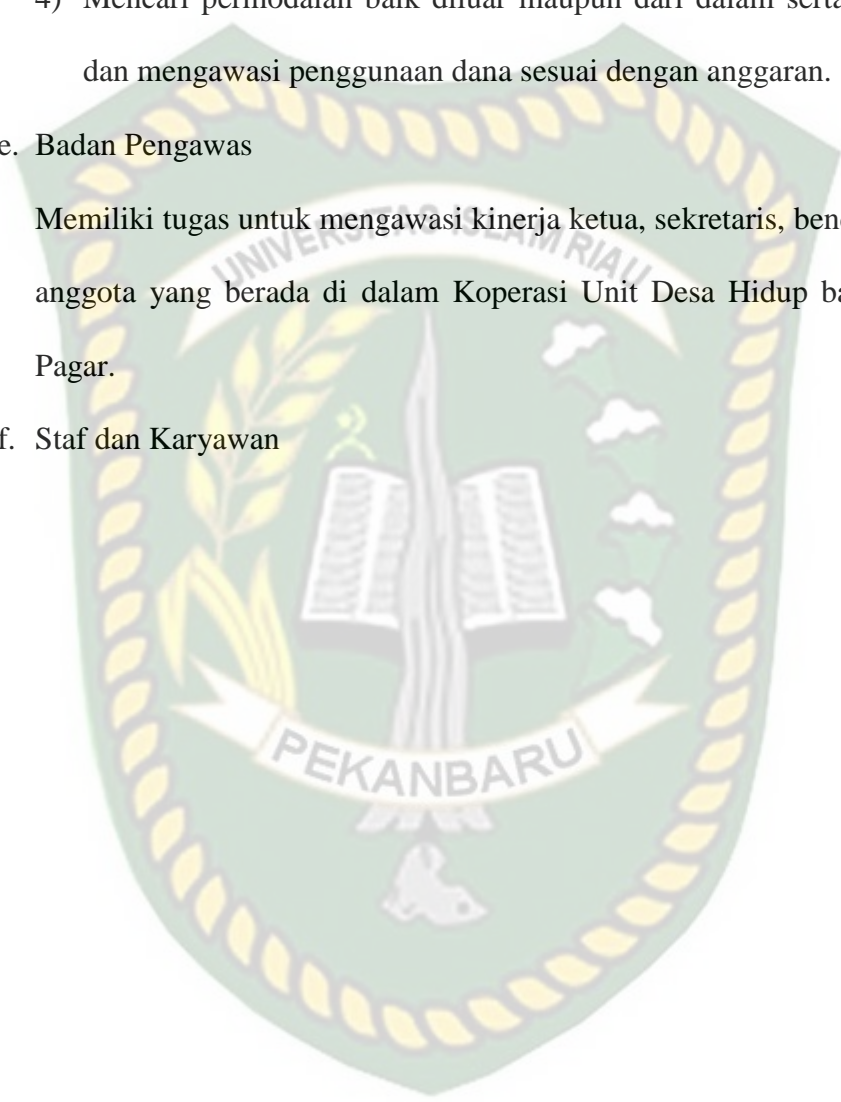 4) Mencari permodalan baik diluar maupun dari dalam serta
dan mengawasi penggunaan dana sesuai dengan anggaran.
e. Badan Pengawas
Memiliki tugas untuk mengawasi kinerja ketua, sekretaris,
anggota yang berada di dalam Koperasi Unit Desa Hidup
Pagar.
f. Staf dan Karyawan
UNIVERSITAS ISLAM RIAU
PEKANBARU